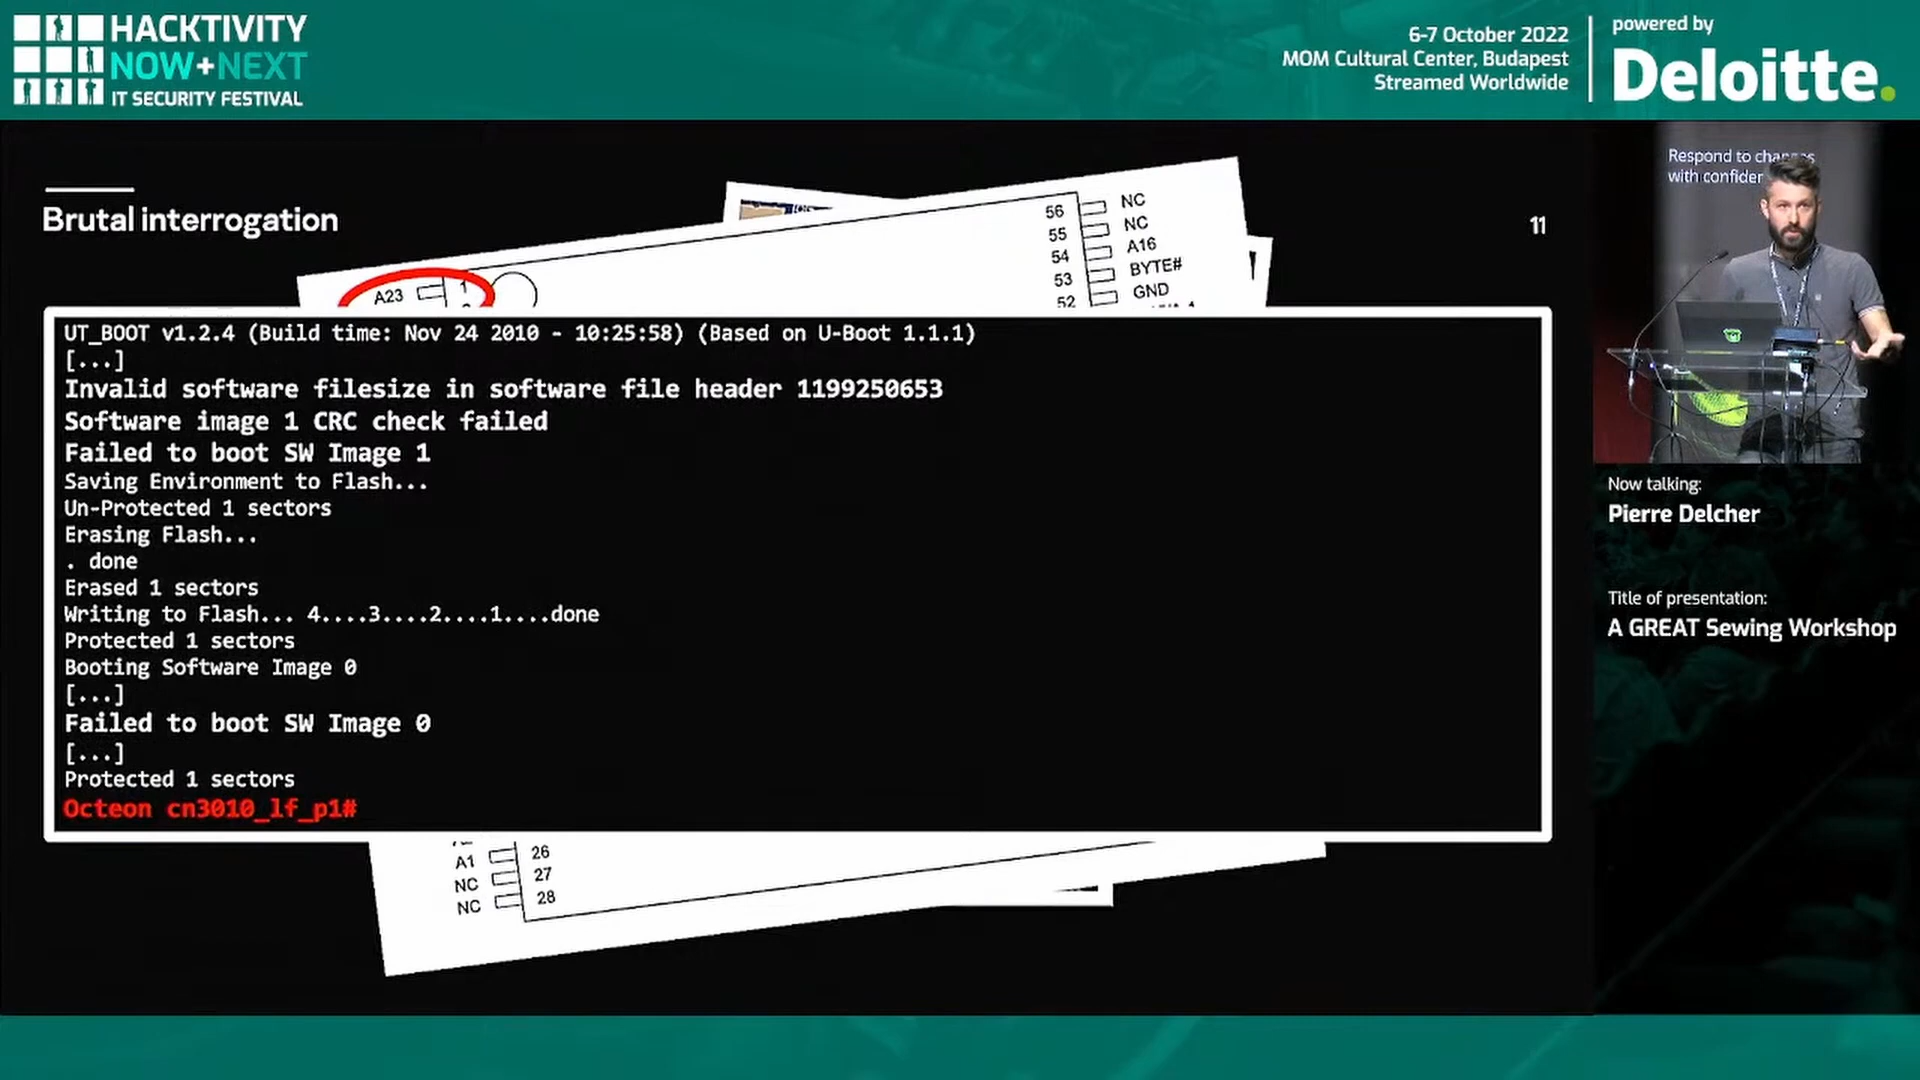 HACKTIVITY
NOW+NEXT
IT SECURITY FESTIVAL
6-7 October 2022
MOM Cultural Center, Budapest
Streamed Worldwide
powered by
Deloitte.
Brutal interrogation
11
A23
1
56 NC
55 NC
54 A16
53 BYTE#
52 GND
UT_BOOT v1.2.4 (Build time: Nov 24 2010 - 10:25:58) (Based on U-Boot 1.1.1)
[...]
Invalid software filesize in software file header 1199250653
Software image 1 CRC check failed
Failed to boot SW Image 1
Saving Environment to Flash...
Un-Protected 1 sectors
Erasing Flash...
. done
Erased 1 sectors
Writing to Flash... 4....3....2....1....done
Protected 1 sectors
Booting Software Image 0
[...]
Failed to boot SW Image 0
[...]
Protected 1 sectors
Octeon cn3010_lf_p1#
A1 26
NC 27
NC 28
Respond to
with
Now talking:
Pierre Delcher
Title of presentation:
A GREAT Sewing Workshop